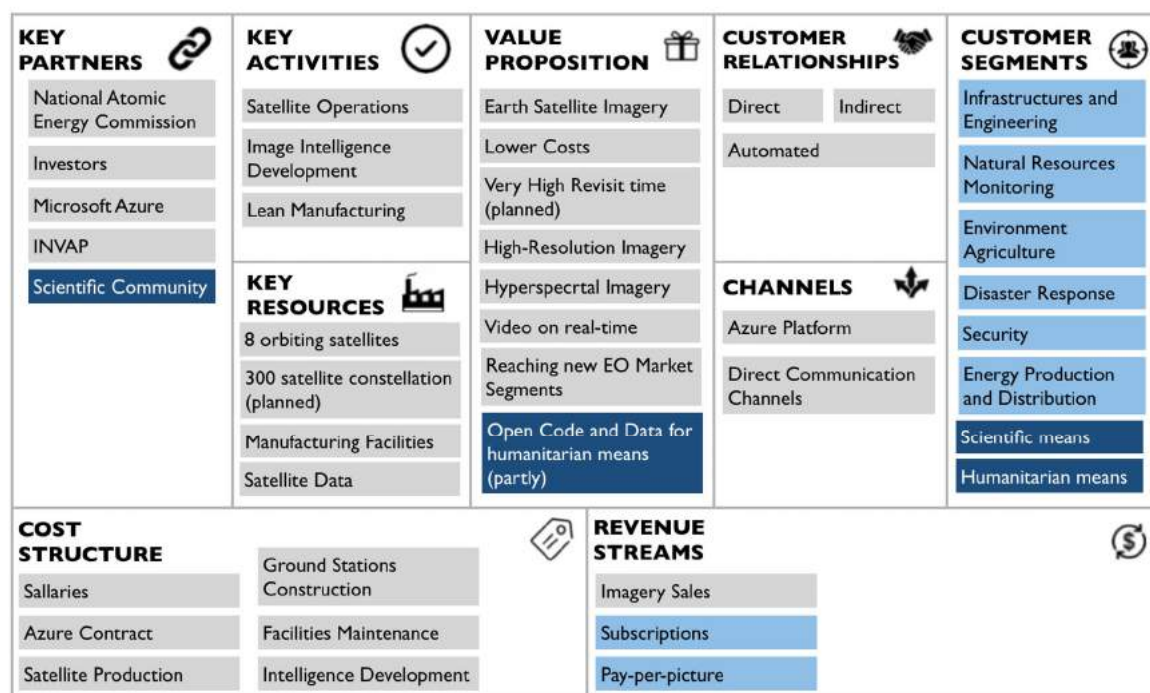 KEY
PARTNERS
National Atomic
Energy Commission
Investors
Microsoft Azure
INVAP
Scientific Community
KEY
ACTIVITIES
Satellite Operations
Image Intelligence
Development
Lean Manufacturing
KEY
RESOURCES
8 orbiting satellites
300 satellite constellation
(planned)
Manufacturing Facilities
Satellite Data
VALUE
PROPOSITION
Earth Satellite Imagery
Lower Costs
Very High Revisit time
(planned)
High-Resolution Imagery
Hyperspecrtal Imagery
Video on real-time
Reaching new EO Market
Segments
Open Code and Data for
humanitarian means
(partly)
CUSTOMER
RELATIONSHIPS
Direct
Indirect
Automated
CHANNELS
Azure Platform
Direct Communication
Channels
CUSTOMER
SEGMENTS
Infrastructures and
Engineering
Natural Resources
Monitoring
Environment
Agriculture
Disaster Response
Security
Energy Production
and Distribution
Scientific means
Humanitarian means
COST
STRUCTURE
Sallaries
Azure Contract
Satellite Production
Ground Stations
Construction
Facilities Maintenance
Intelligence Development
REVENUE
STREAMS
$
Imagery Sales
Subscriptions
Pay-per-picture